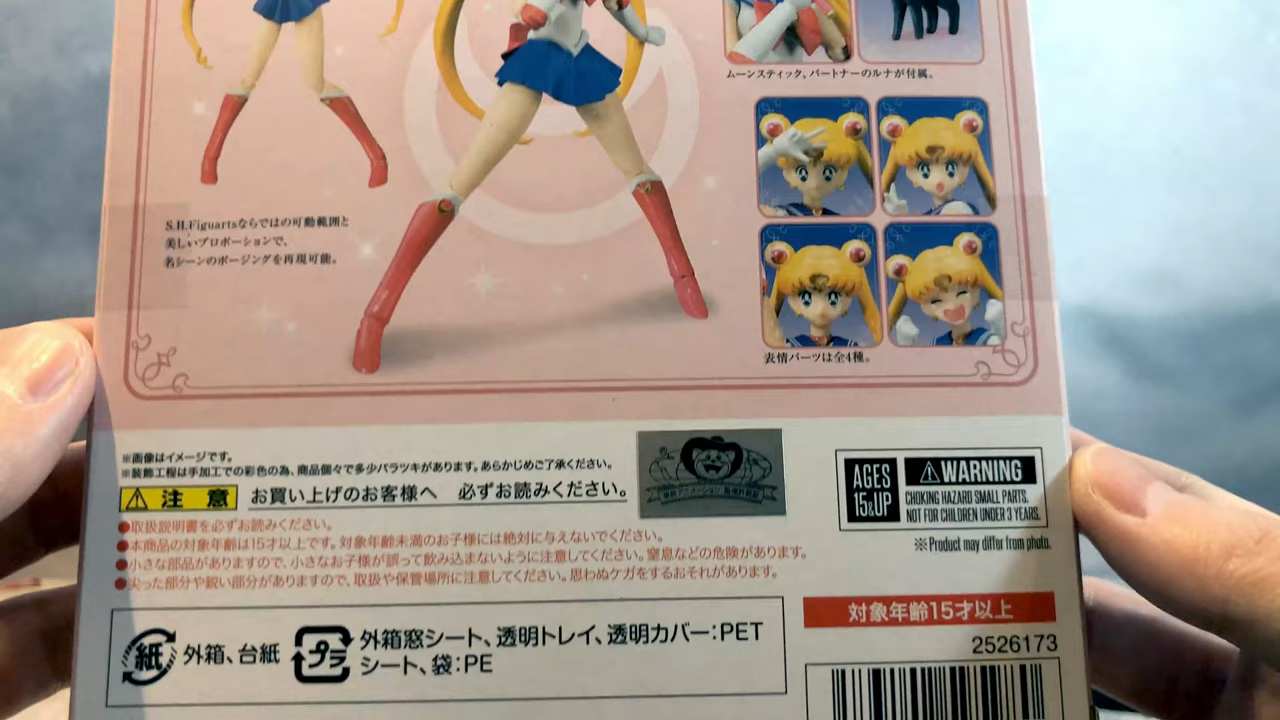 ムーンスティック、パートナーのルナが付属。
S.H.Figuartsならではの可動範囲と
美しいプロポーションで、
名シーンのポージングを再現可能。
表情パーツは全4種。
※画像はイメージです。
※装飾工程は手加工での彩色の為、商品個々で多少バラツキがあります。あらかじめご了承ください。
注意 お買い上げのお客様へ 必ずお読みください。
●取扱説明書を必ずお読みください。
●本商品の対象年齢は15才以上です。対象年齢未満のお子様には絶対に与えないでください。
●小さな部品がありますので、小さなお子様が誤って飲み込まないように注意してください。窒息などの危険があります。
●尖った部分や鋭い部分がありますので、取扱や保管場所に注意してください。思わぬケガをするおそれがあります。
AGES
15&UP
WARNING
CHOKING HAZARD SMALL PARTS.
NOT FOR CHILDREN UNDER 3 YEARS.
※Product may differ from photo.
紙 外箱、台紙
プラ 外箱窓シート、透明トレイ、透明カバー:PET
シート、袋:PE
対象年齢15才以上
2526173